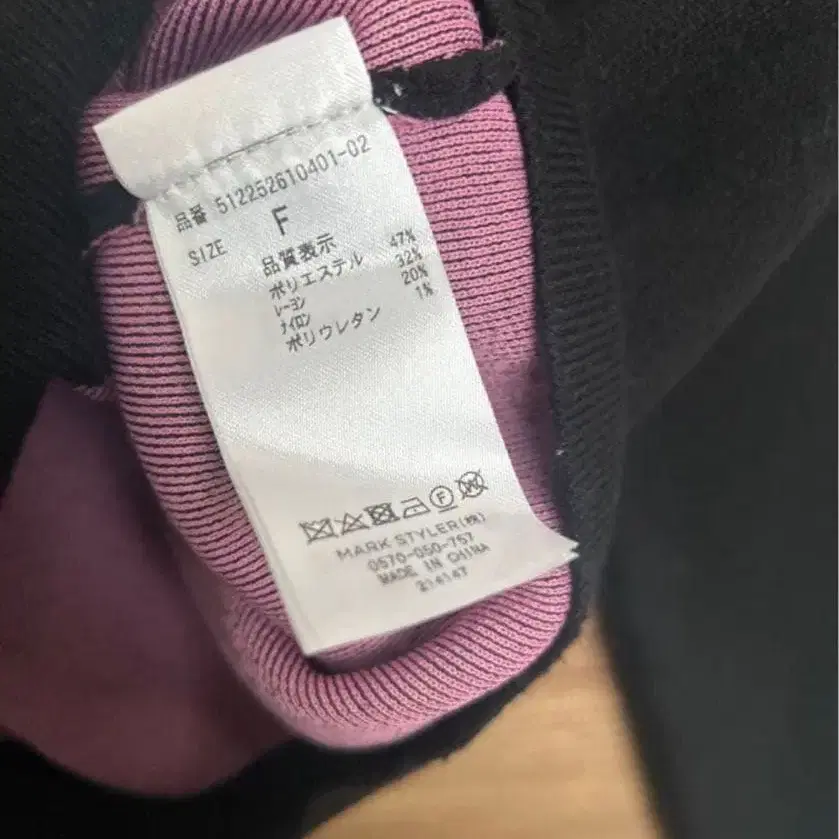 品番 512252610401-02
SIZE F
品質表示
ポリエステル 47%
レーヨン 32%
ナイロン 20%
ポリウレタン 1%
F W
MARK STYLER(株)
0570-050-757
MADE IN CHINA
214147